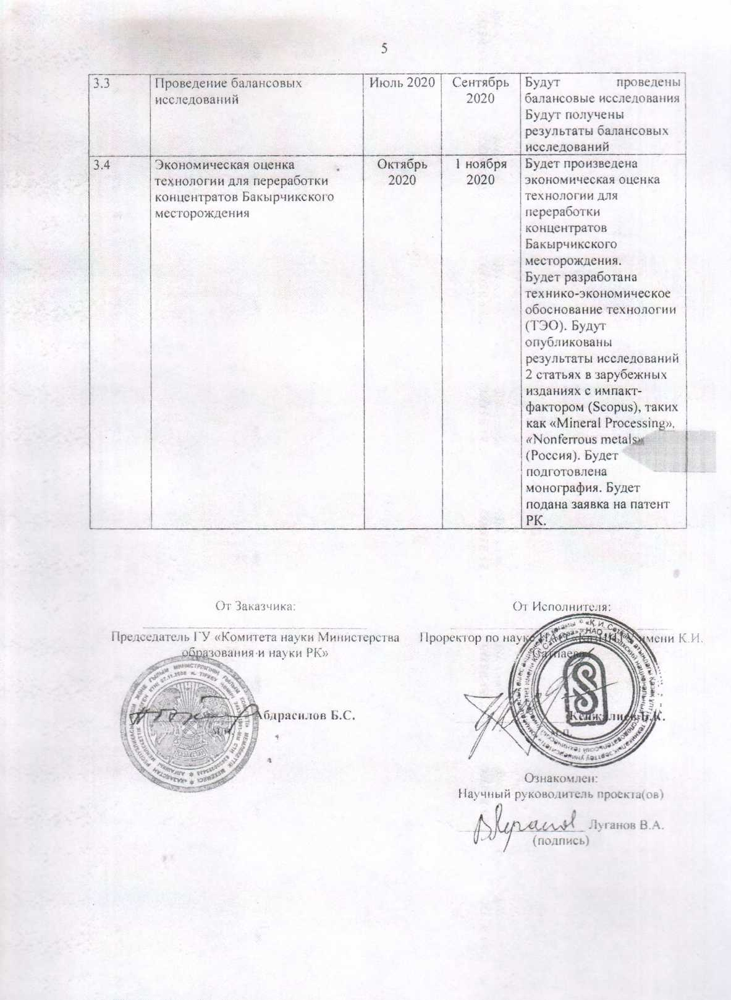 5
3.3
Проведение балансовых
исследований
Июль 2020
Сентябрь
2020
Будут проведены
балансовые исследования
Будут получены
результаты балансовых
исследований
3.4
Экономическая оценка
технологии для переработки
концентратов Бакырчикского
месторождения
Октябрь
2020
1 ноября
2020
Будет произведена
экономическая оценка
технологии для
переработки
концентратов
Бакырчикского
месторождения.
Будет разработана
технико-экономическое
обоснование технологии
(ТЭО). Будут
опубликованы
результаты исследований
2 статьях в зарубежных
изданиях с импакт-
фактором (Scopus), таких
как «Mineral Processing»,
«Nonferrous metals»
(Россия). Будет
подготовлена
монография. Будет
подана заявка на патент
РК.
От Заказчика:
Председатель ГУ «Комитета науки Министерства
образования и науки РК»
Абдрасилов Б.С.
От Исполнителя:
Проректор по науке имени К.И.
Сатпаева
Кенжалиев Б.К.
м.п.
Ознакомлен:
Научный руководитель проекта(ов)
Луганов В.А.
(подпись)